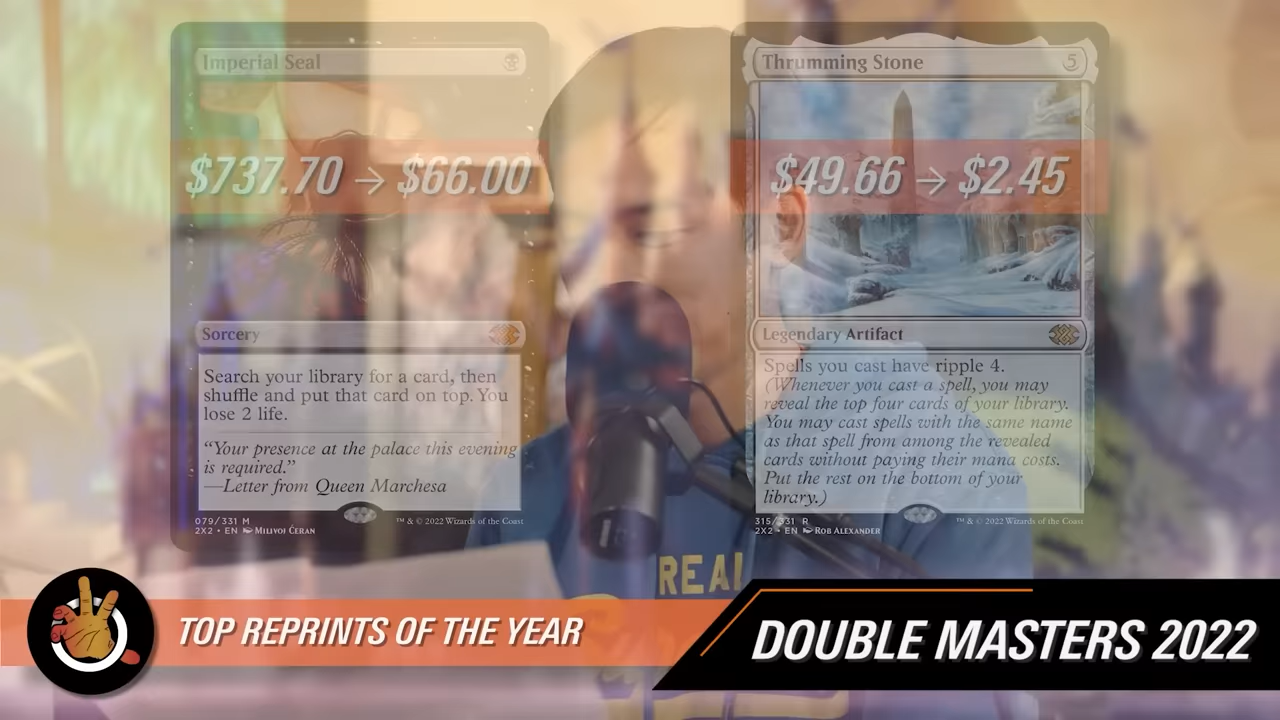 Imperial Seal
$737.70 → $66.00
Sorcery
Search your library for a card, then
shuffle and put that card on top. You
lose 2 life.
“Your presence at the palace this evening
is required.”
—Letter from Queen Marchesa
079/331 M
2X2 • EN Milivoj Ćeran
™ & © 2022 Wizards of the Coast
Thrumming Stone 5
$49.66 → $2.45
Legendary Artifact
Spells you cast have ripple 4.
(Whenever you cast a spell, you may
reveal the top four cards of your library.
You may cast spells with the same name
as that spell from among the revealed
cards without paying their mana costs.
Put the rest on the bottom of your
library.)
315/331 R
2X2 • EN Rob Alexander
™ & © 2022 Wizards of the Coast
REAL
TOP REPRINTS OF THE YEAR
DOUBLE MASTERS 2022